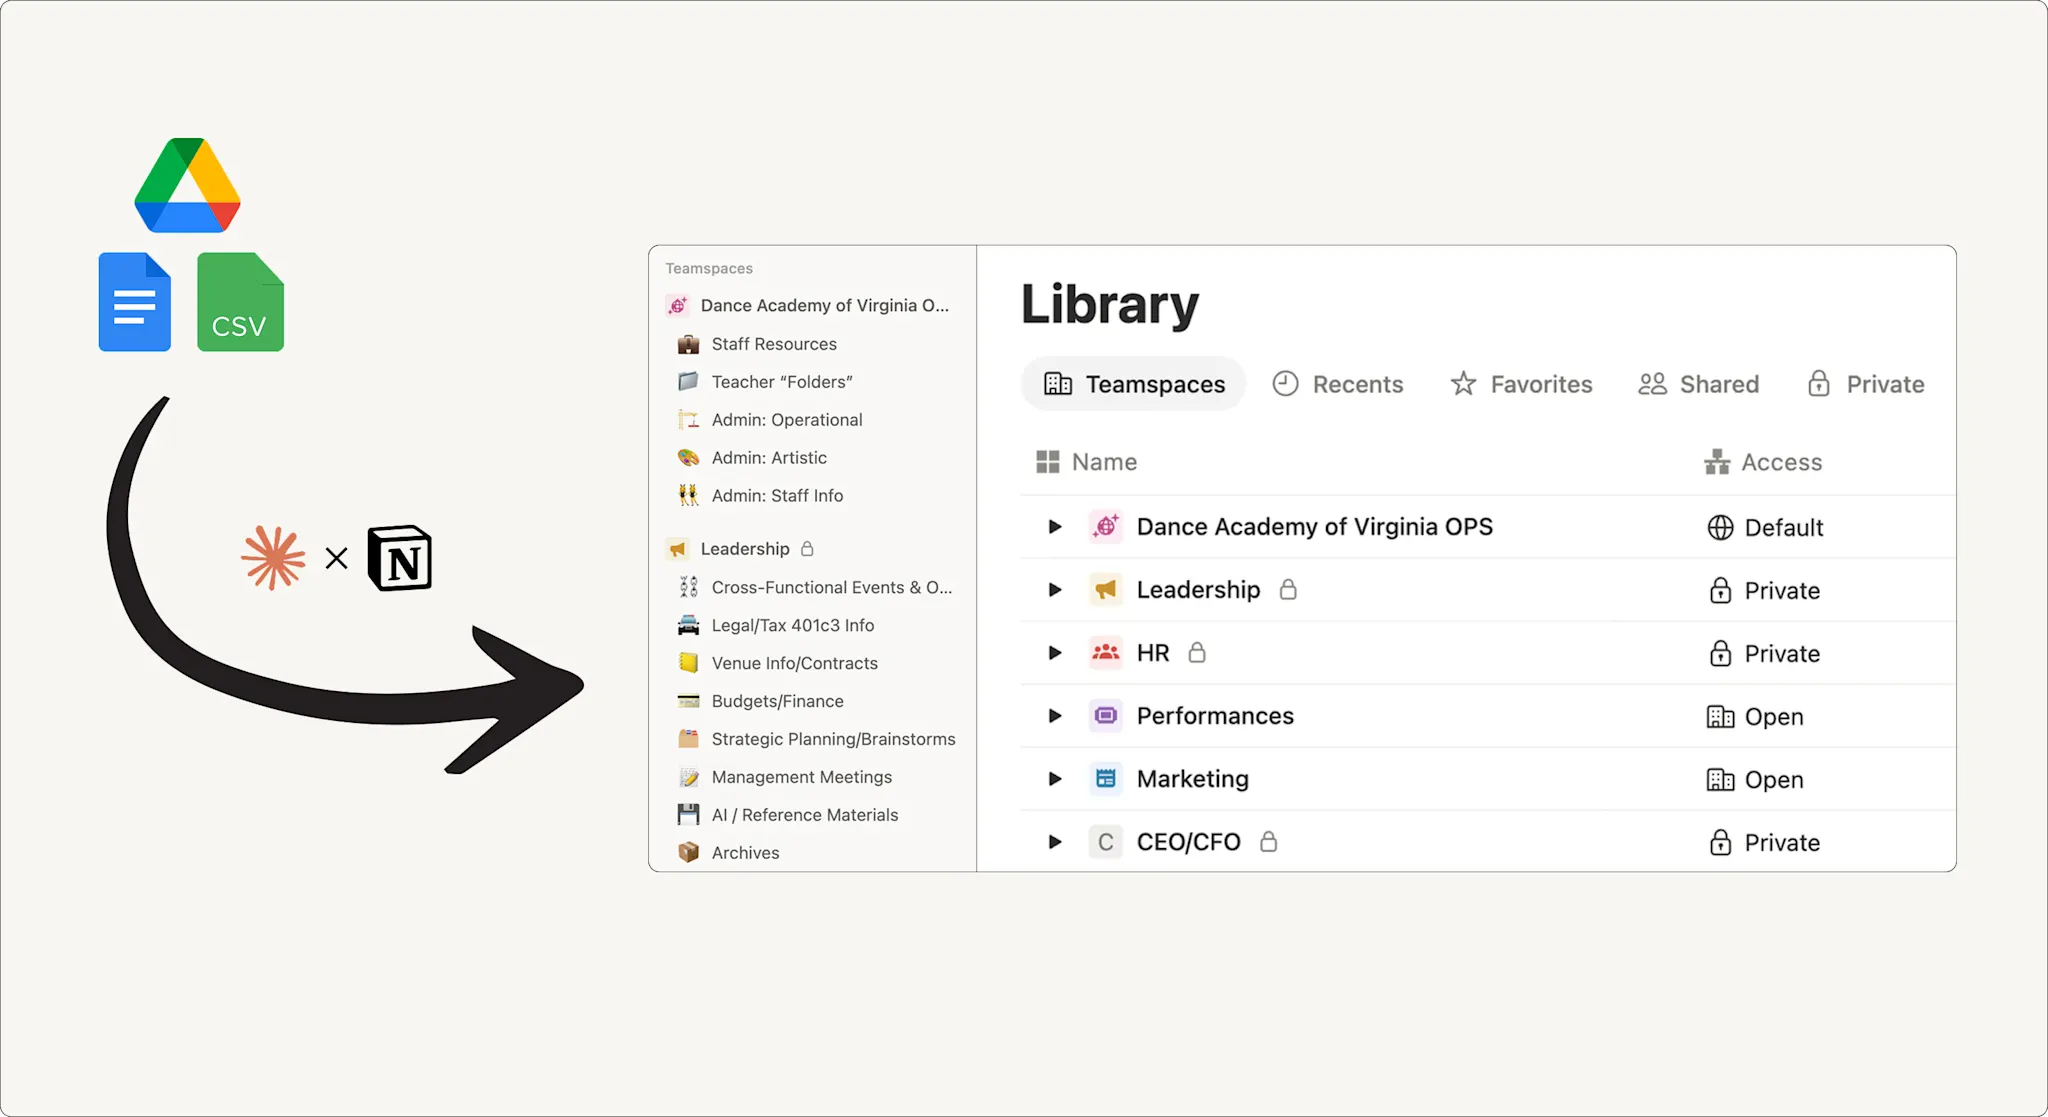 CSV
N
Teamspaces
Dance Academy of Virginia O...
Staff Resources
Teacher “Folders”
Admin: Operational
Admin: Artistic
Admin: Staff Info
Leadership
Cross-Functional Events & O...
Legal/Tax 401c3 Info
Venue Info/Contracts
Budgets/Finance
Strategic Planning/Brainstorms
Management Meetings
AI / Reference Materials
Archives
Library
Teamspaces Recents Favorites Shared Private
Name Access
Dance Academy of Virginia OPS Default
Leadership Private
HR Private
Performances Open
Marketing Open
C CEO/CFO Private